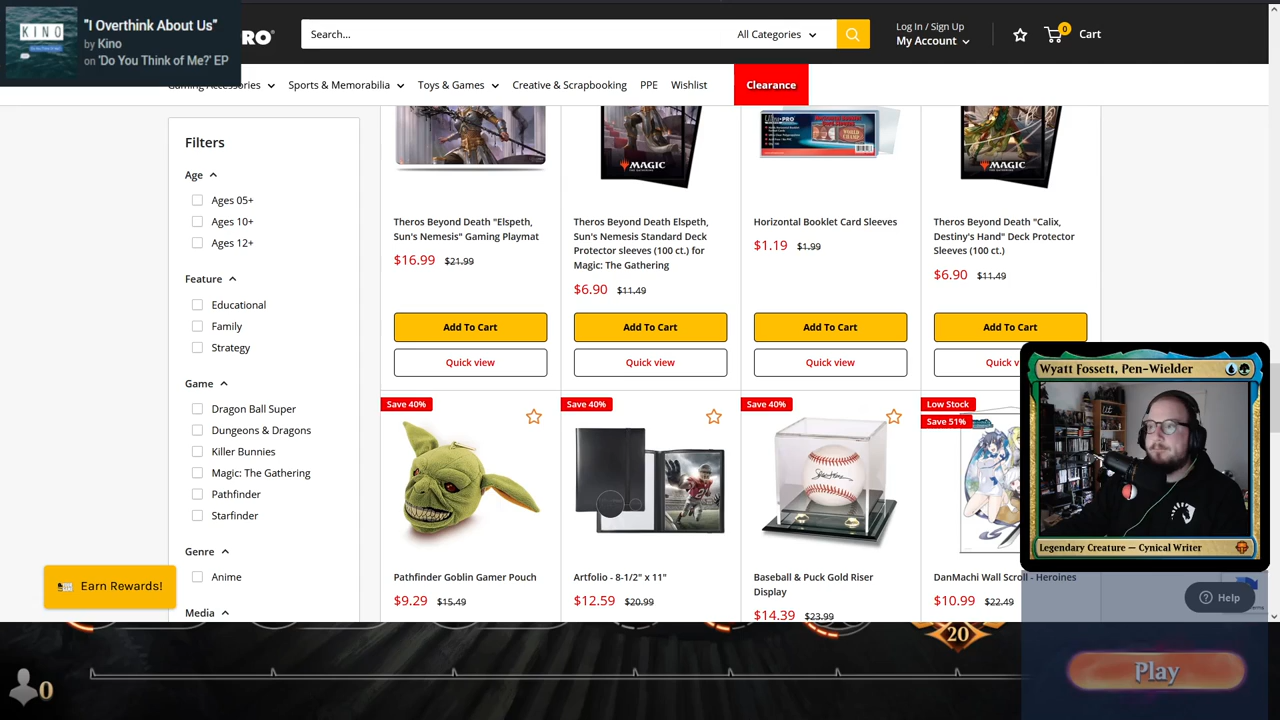 KINO
"I Overthink About Us"
by Kino
on 'Do You Think of Me?' EP
RO
Search...
All Categories
Log In / Sign Up
My Account
0
Cart
Gaming Accessories
Sports & Memorabilia
Toys & Games
Creative & Scrapbooking
PPE
Wishlist
Clearance
Filters
Age
Ages 05+
Ages 10+
Ages 12+
Feature
Educational
Family
Strategy
Game
Dragon Ball Super
Dungeons & Dragons
Killer Bunnies
Magic: The Gathering
Pathfinder
Starfinder
Genre
Anime
Media
Earn Rewards!
MAGIC
WORLD
CHAMP
MAGIC
Theros Beyond Death "Elspeth,
Sun's Nemesis" Gaming Playmat
$16.99 $21.99
Theros Beyond Death Elspeth,
Sun's Nemesis Standard Deck
Protector sleeves (100 ct.) for
Magic: The Gathering
$6.90 $11.49
Horizontal Booklet Card Sleeves
$1.19 $1.99
Theros Beyond Death "Calix,
Destiny's Hand" Deck Protector
Sleeves (100 ct.)
$6.90 $11.49
Add To Cart
Add To Cart
Add To Cart
Add To Cart
Quick view
Quick view
Quick view
Quick v
Save 40%
Save 40%
Save 40%
Low Stock
Save 51%
Pathfinder Goblin Gamer Pouch
$9.29 $15.49
Artfolio - 8-1/2" x 11"
$12.59 $20.99
Baseball & Puck Gold Riser
Display
$14.39 $23.99
DanMachi Wall Scroll - Heroines
$10.99 $22.49
Wyatt Fossett, Pen-Wielder
Legendary Creature — Cynical Writer
Help
0
20
Play